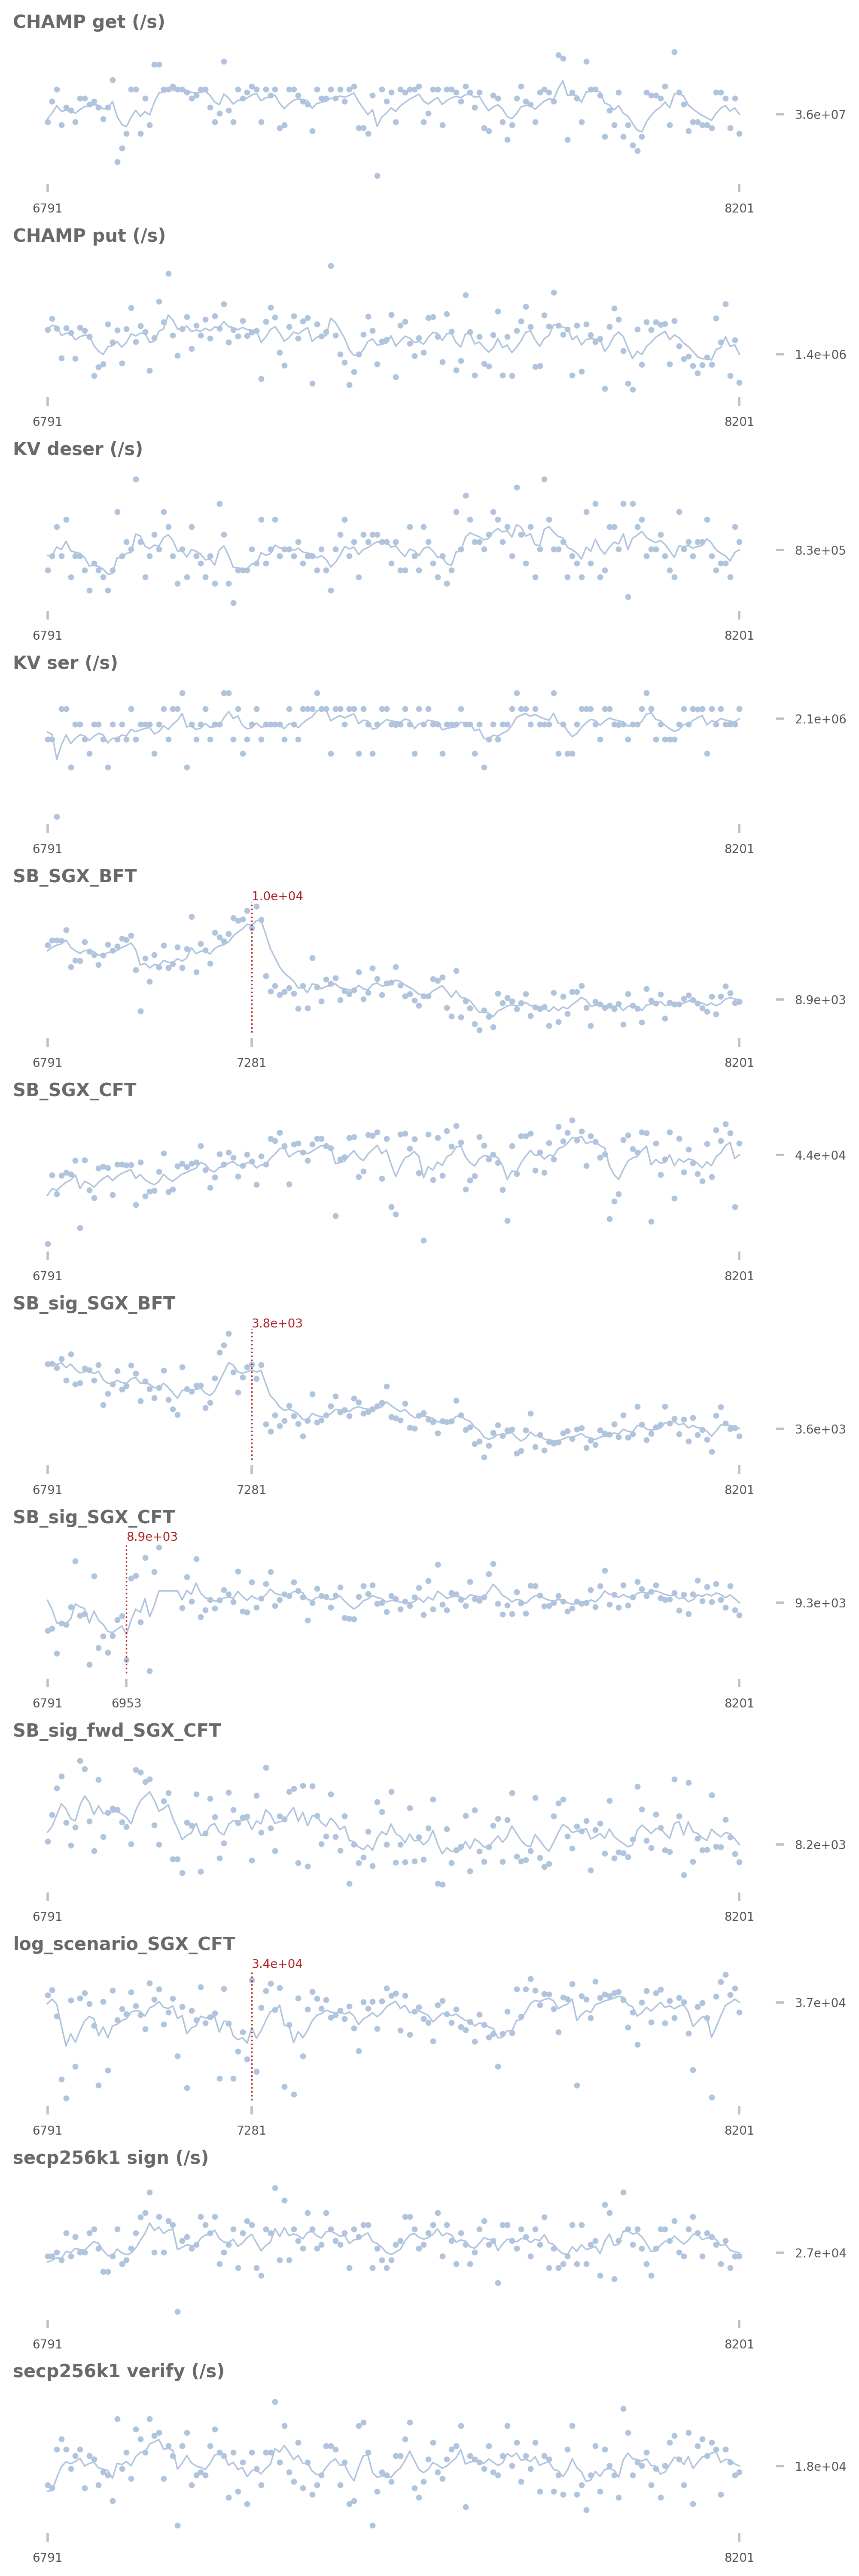 CHAMP get (/s)
3.6e+07
6791 8201
CHAMP put (/s)
1.4e+06
6791 8201
KV deser (/s)
8.3e+05
6791 8201
KV ser (/s)
2.1e+06
6791 8201
SB_SGX_BFT
1.0e+04
8.9e+03
6791 7281 8201
SB_SGX_CFT
4.4e+04
6791 8201
SB_sig_SGX_BFT
3.8e+03
3.6e+03
6791 7281 8201
SB_sig_SGX_CFT
8.9e+03
9.3e+03
6791 6953 8201
SB_sig_fwd_SGX_CFT
8.2e+03
6791 8201
log_scenario_SGX_CFT
3.4e+04
3.7e+04
6791 7281 8201
secp256k1 sign (/s)
2.7e+04
6791 8201
secp256k1 verify (/s)
1.8e+04
6791 8201